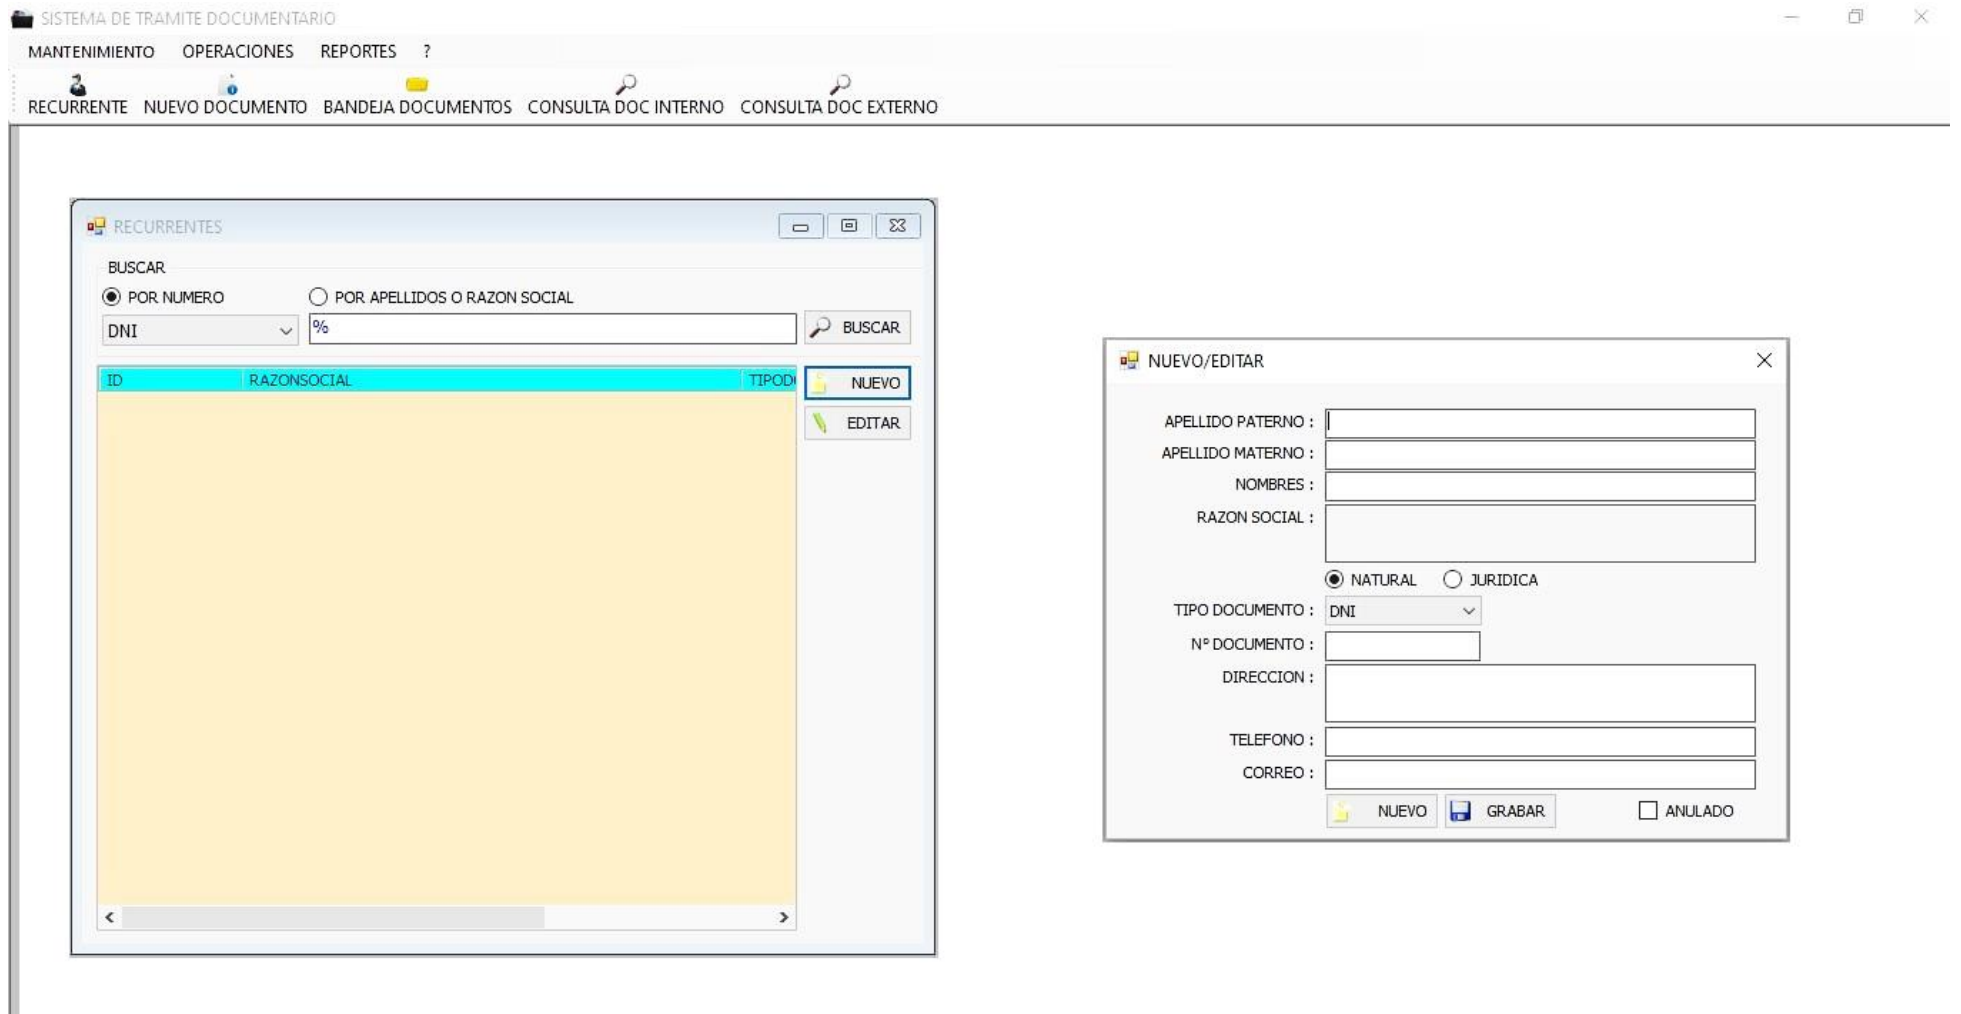 SISTEMA DE TRAMITE DOCUMENTARIO
MANTENIMIENTO OPERACIONES REPORTES ?
RECURRENTE NUEVO DOCUMENTO BANDEJA DOCUMENTOS CONSULTA DOC INTERNO CONSULTA DOC EXTERNO
RECURRENTES
BUSCAR
POR NUMERO POR APELLIDOS O RAZON SOCIAL
DNI % BUSCAR
ID RAZONSOCIAL NUEVO
EDITAR
NUEVO/EDITAR
APELLIDO PATERNO :
APELLIDO MATERNO :
NOMBRES :
RAZON SOCIAL :
NATURAL JURIDICA
TIPO DOCUMENTO : DNI
Nº DOCUMENTO :
DIRECCION :
TELEFONO :
CORREO :
NUEVO GRABAR ANULADO